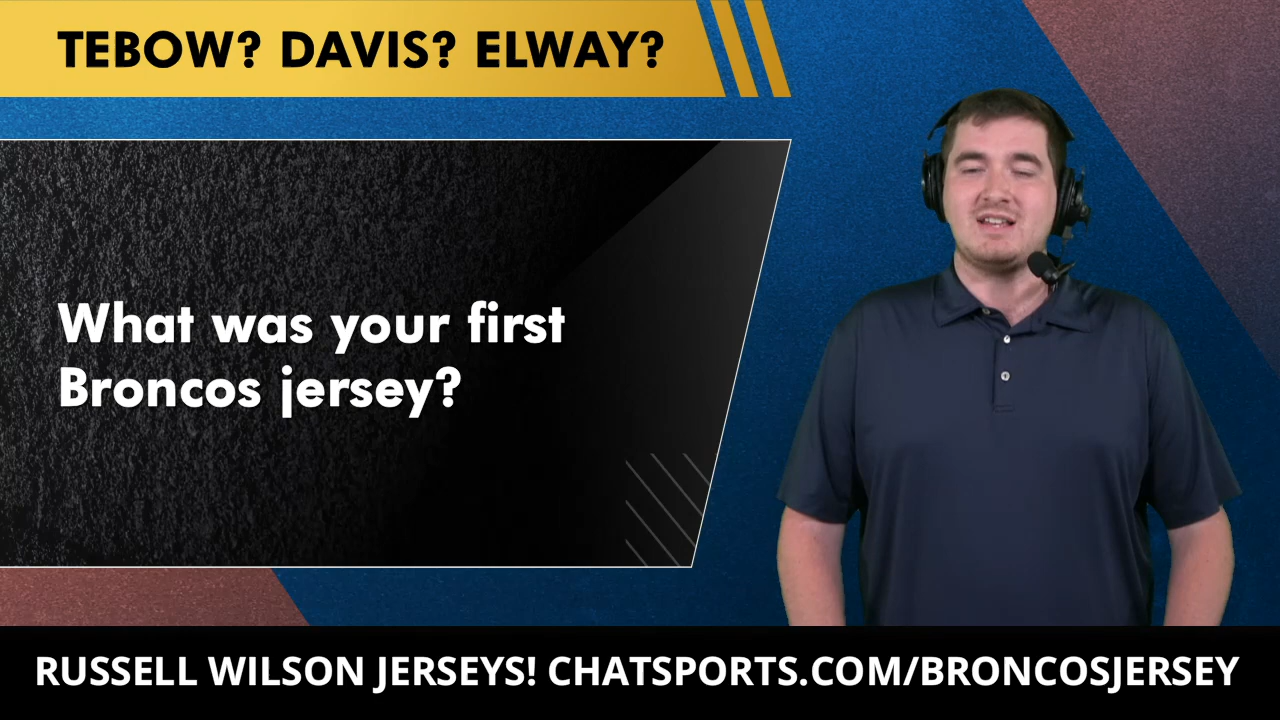 TEBOW? DAVIS? ELWAY?
What was your first
Broncos jersey?
RUSSELL WILSON JERSEYS! CHATSPORTS.COM/BRONCOSJERSEY